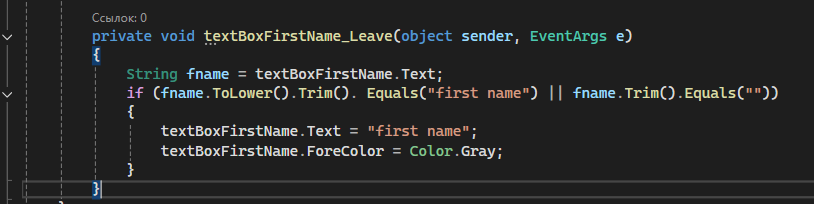 Ссылок: 0
private void textBoxFirstName_Leave(object sender, EventArgs e)
{
String fname = textBoxFirstName.Text;
if (fname.ToLower().Trim(). Equals("first name") || fname.Trim().Equals(""))
{
textBoxFirstName.Text = "first name";
textBoxFirstName.ForeColor = Color.Gray;
}
}